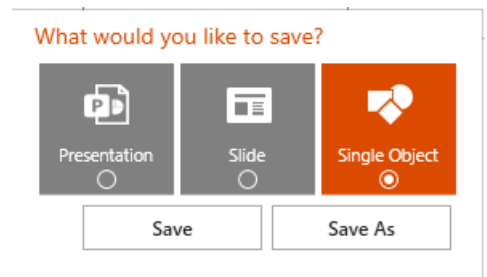 What would you like to save?
P
Presentation
Slide
Single Object
Save
Save As